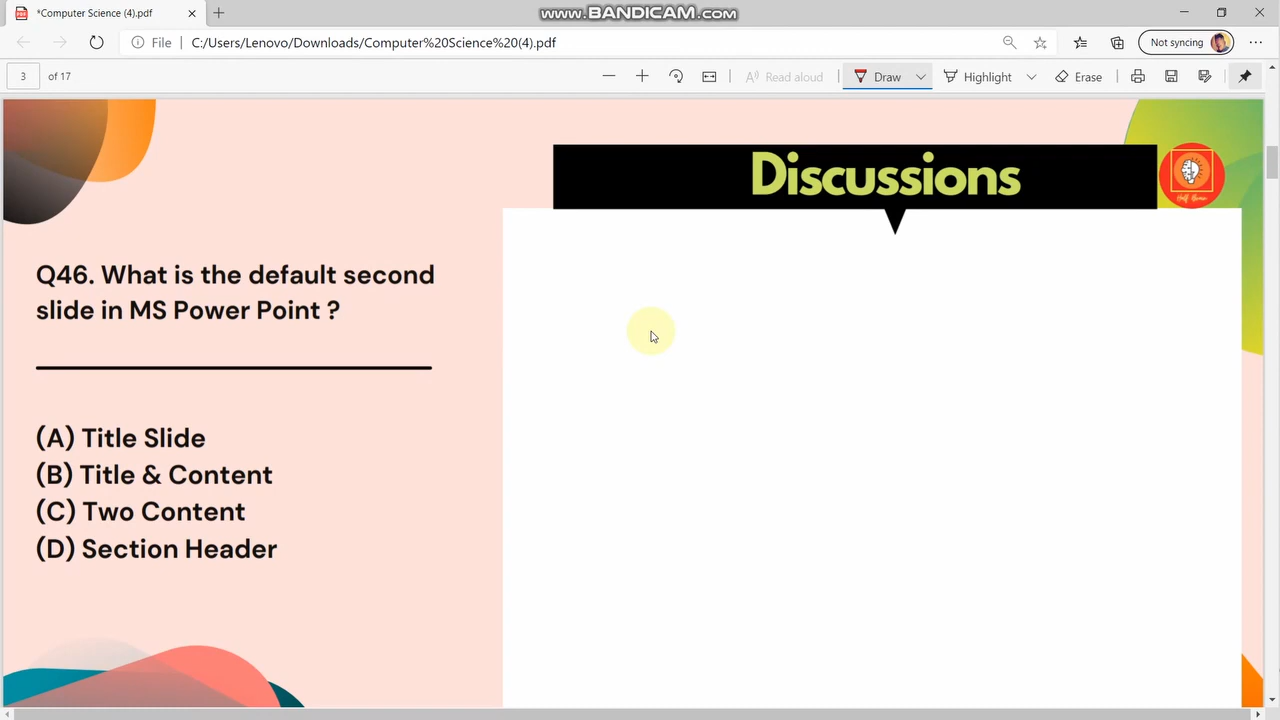 www.BANDICAM.com
*Computer Science (4).pdf
File
C:/Users/Lenovo/Downloads/Computer%20Science%20(4).pdf
Not syncing
3 of 17
Read aloud
Draw
Highlight
Erase
Discussions
Half Human
Q46. What is the default second
slide in MS Power Point ?
(A) Title Slide
(B) Title & Content
(C) Two Content
(D) Section Header